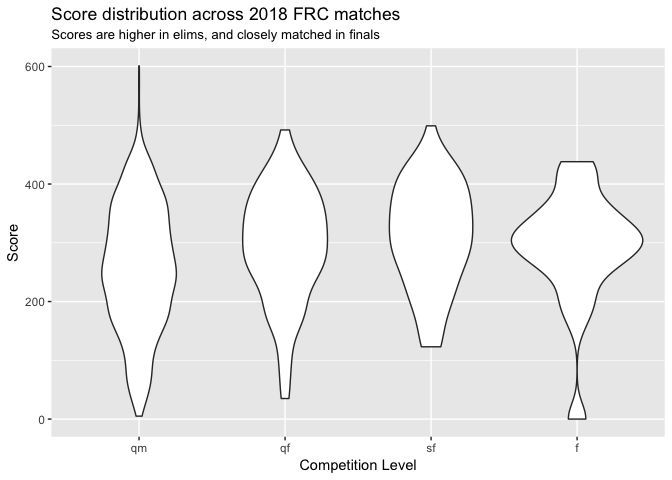 Score distribution across 2018 FRC matches
Scores are higher in elims, and closely matched in finals
600
400
200
0
Score
qm qf sf f
Competition Level